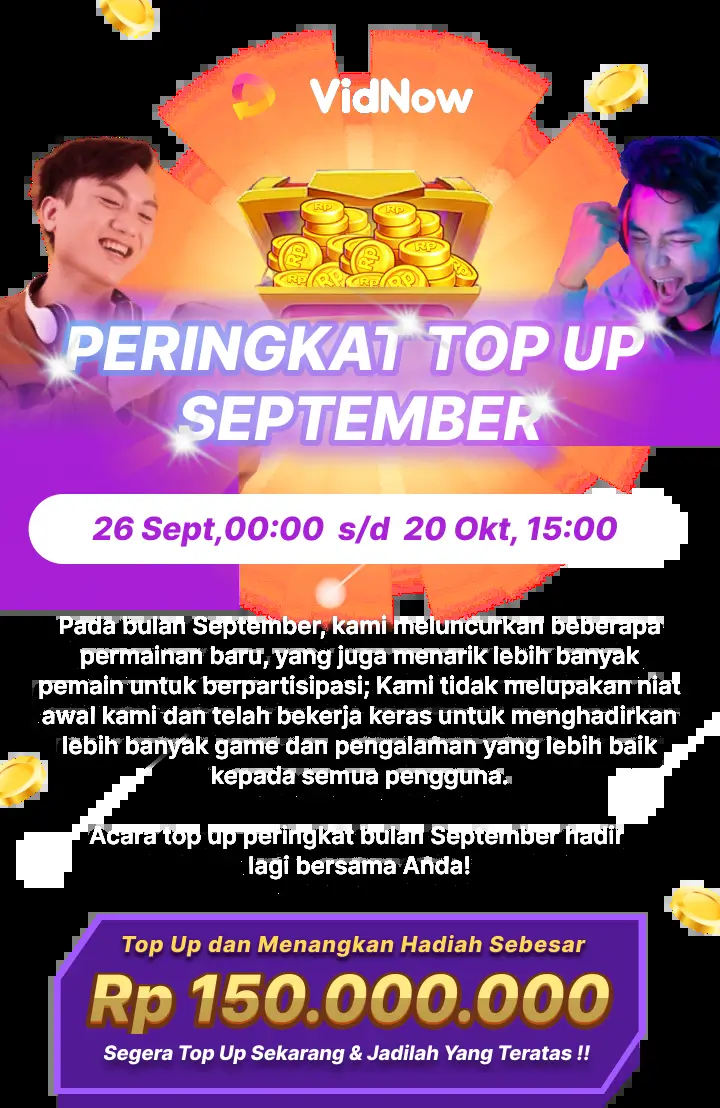 VidNow
PERINGKAT TOP UP
SEPTEMBER
26 Sept,00:00 s/d 20 Okt, 15:00
Pada bulan September, kami meluncurkan beberapa
permainan baru, yang juga menarik lebih banyak
pemain untuk berpartisipasi; Kami tidak melupakan niat
awal kami dan telah bekerja keras untuk menghadirkan
lebih banyak game dan pengalaman yang lebih baik
kepada semua pengguna.
Acara top up peringkat bulan September hadir
lagi bersama Anda!
Top Up dan Menangkan Hadiah Sebesar
Rp 150.000.000
Segera Top Up Sekarang & Jadilah Yang Teratas !!